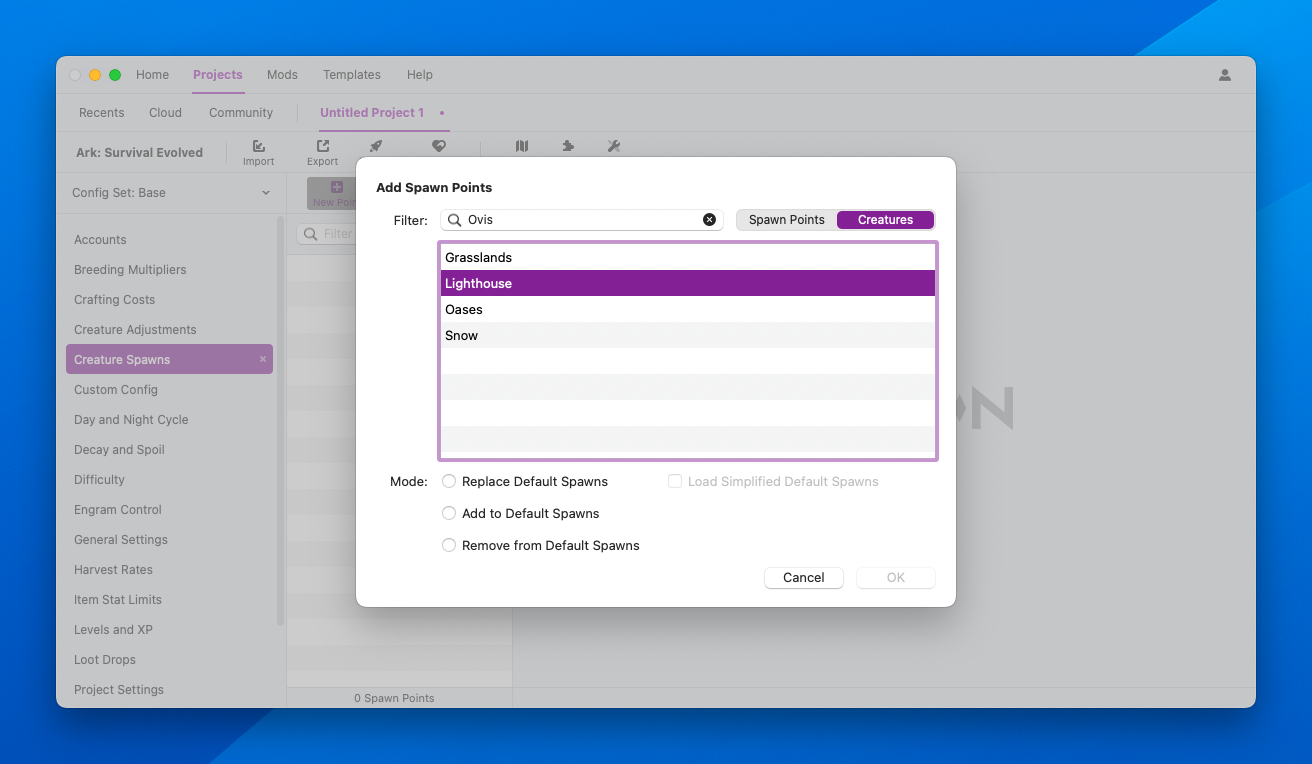 Home Projects Mods Templates Help
Recents Cloud Community Untitled Project 1 •
Ark: Survival Evolved Import Export
Config Set: Base
New Poin
Filter
Accounts
Breeding Multipliers
Crafting Costs
Creature Adjustments
Creature Spawns ×
Custom Config
Day and Night Cycle
Decay and Spoil
Difficulty
Engram Control
General Settings
Harvest Rates
Item Stat Limits
Levels and XP
Loot Drops
Project Settings
0 Spawn Points
Add Spawn Points
Filter: Ovis Spawn Points Creatures
Grasslands
Lighthouse
Oases
Snow
Mode: Replace Default Spawns Load Simplified Default Spawns
Add to Default Spawns
Remove from Default Spawns
Cancel OK
N